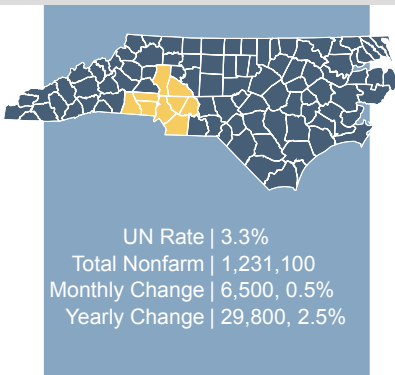 UN Rate | 3.3%
Total Nonfarm | 1,231,100
Monthly Change | 6,500, 0.5%
Yearly Change | 29,800, 2.5%